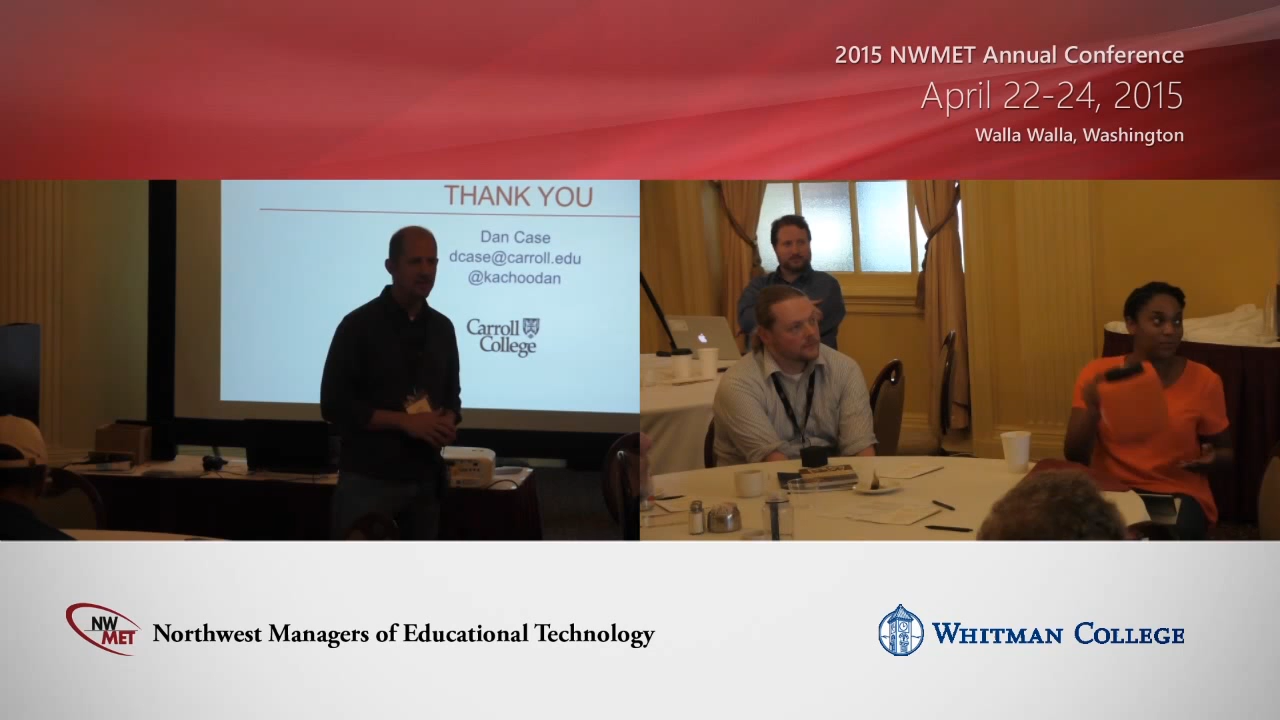 2015 NWMET Annual Conference
April 22-24, 2015
Walla Walla, Washington
THANK YOU
Dan Case
dcase@carroll.edu
@kachoodan
Carroll
College
NW
MET
Northwest Managers of Educational Technology
WHITMAN COLLEGE